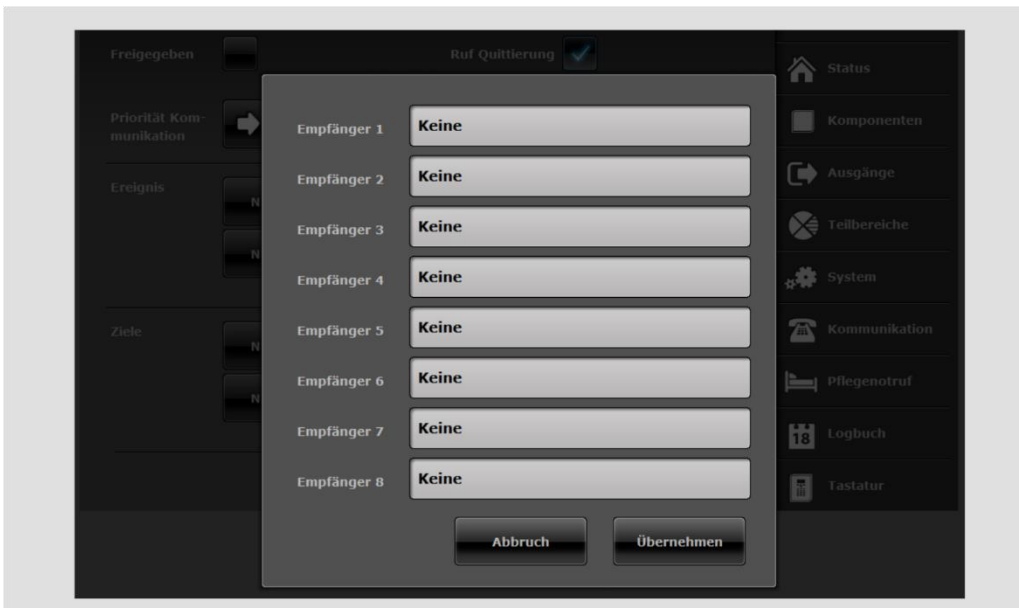 Freigegeben
Ruf Quittierung
Priorität Kom-
munikation
Ereignis
N
N
Ziele
N
N
Empfänger 1 Keine
Empfänger 2 Keine
Empfänger 3 Keine
Empfänger 4 Keine
Empfänger 5 Keine
Empfänger 6 Keine
Empfänger 7 Keine
Empfänger 8 Keine
Abbruch
Übernehmen
Status
Komponenten
Ausgänge
Teilbereiche
System
Kommunikation
Pflegenotruf
18
Logbuch
Tastatur